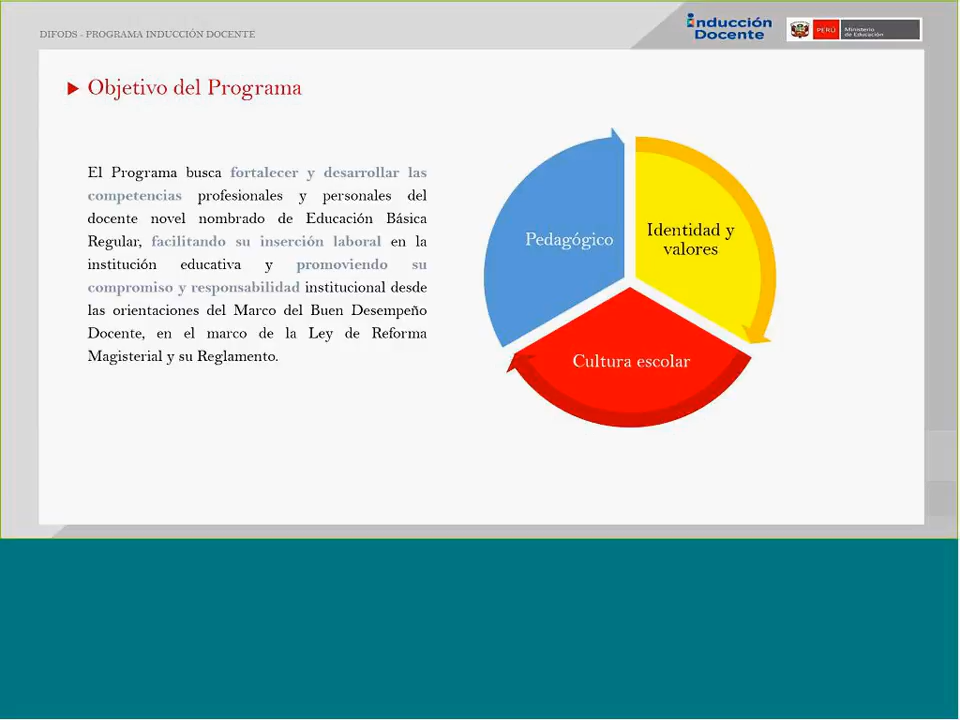 DIFODS - PROGRAMA INDUCCIÓN DOCENTE
inducción
Docente
PERÚ
Ministerio
de Educación
Objetivo del Programa
El Programa busca fortalecer y desarrollar las
competencias profesionales y personales del
docente novel nombrado de Educación Básica
Regular, facilitando su inserción laboral en la
institución educativa y promoviendo su
compromiso y responsabilidad institucional desde
las orientaciones del Marco del Buen Desempeño
Docente, en el marco de la Ley de Reforma
Magisterial y su Reglamento.
Pedagógico
Identidad y
valores
Cultura escolar